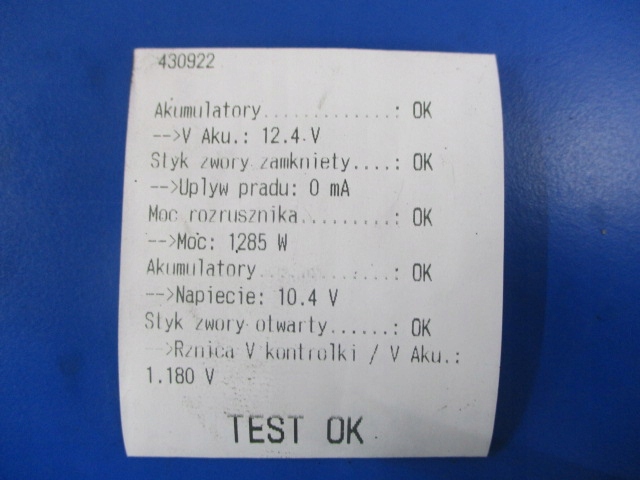 430922
Akumulatory.............: OK
-->V Aku.: 12.4 V
Styk zwory zamkniety....: OK
-->Uplyw pradu: 0 mA
Moc rozrusznika.........: OK
-->Moc: 1285 W
Akumulatory.............: OK
-->Napiecie: 10.4 V
Styk zwory otwarty......: OK
-->Rznica V kontrolki / V Aku.:
1.180 V
TEST OK